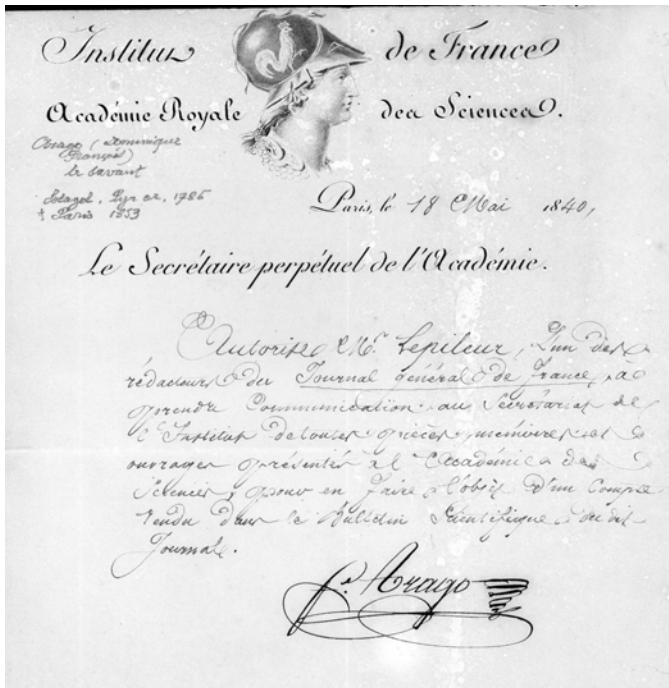 Institut de France
Académie Royale des Sciences.
Arago (Dominique
François)
le savant
Estagel, Pyr or, 1786
† Paris 1853
Paris, le 18 Mai 1840,
Le Secrétaire perpétuel de l'Académie.
Autorise Mr. Lepileur, l'un des
rédacteurs du Journal général de France, a
prendre Communication au Secrétariat de
l'Institut de toutes pièces, mémoires et
ouvrages présentés a l'Académie des
Sciences, pour en faire l'objet d'un Compte
rendu dans le Bulletin Scientifique du dit
Journal.
f. Arago